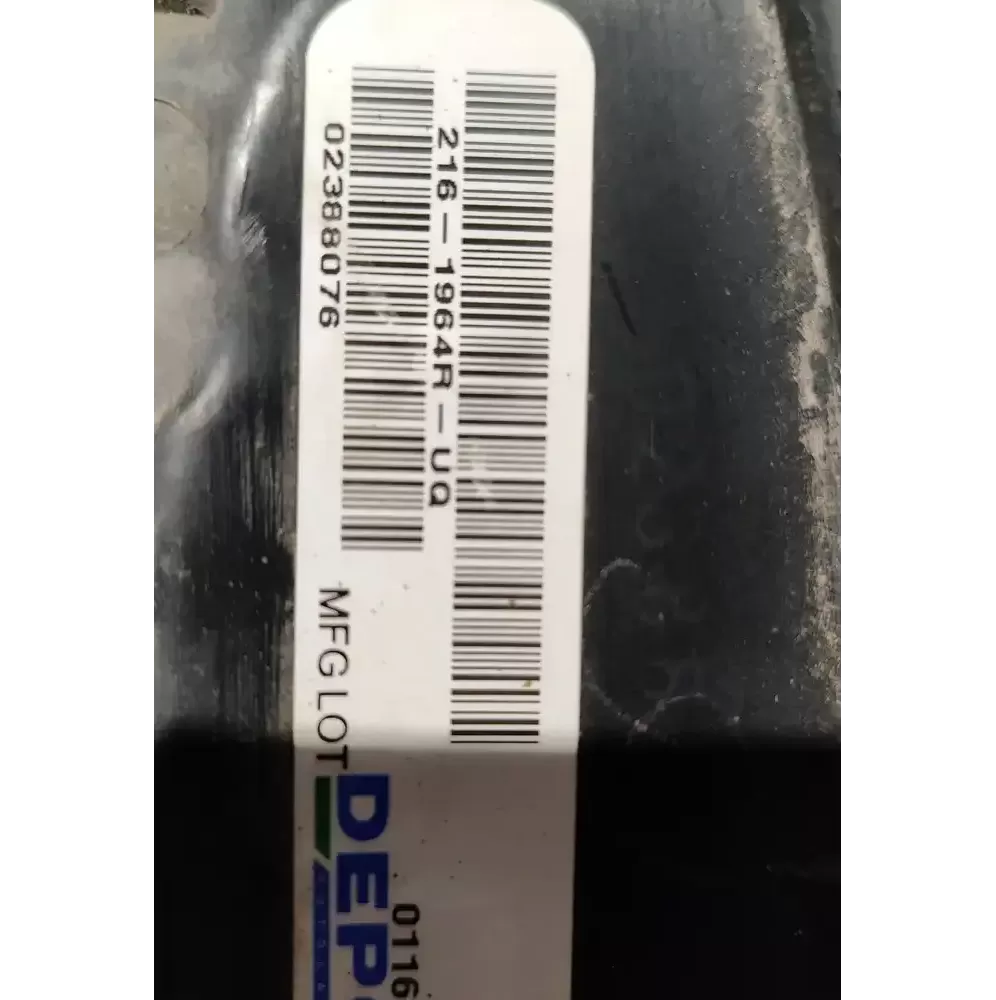 216-1964R-UQ
02388076
MFG LOT
0116
DEP